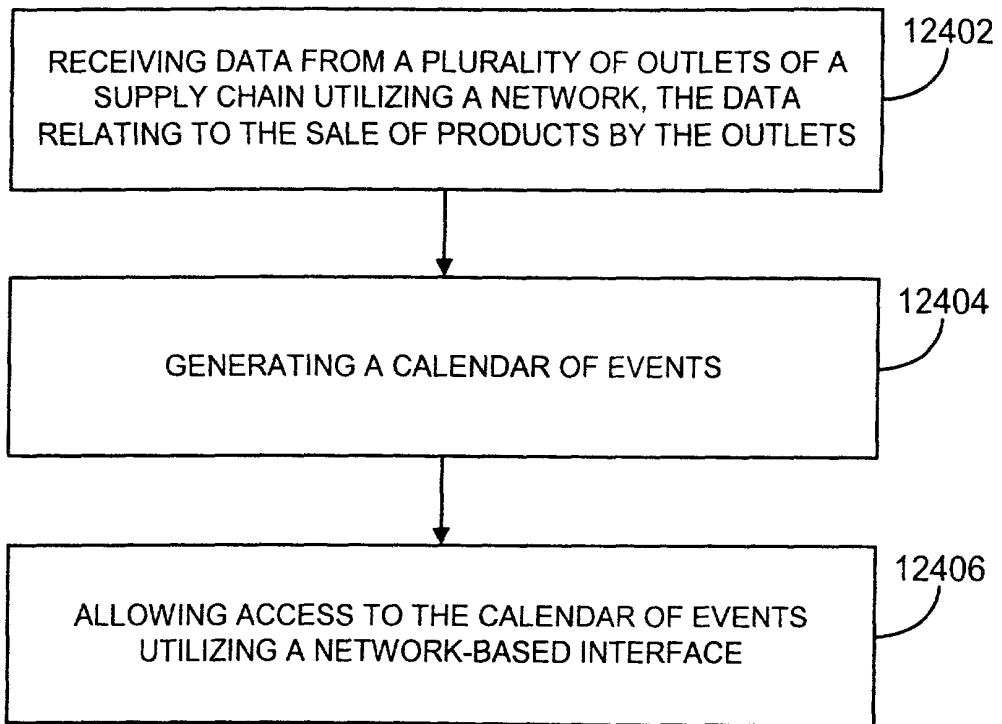 12402
RECEIVING DATA FROM A PLURALITY OF OUTLETS OF A
SUPPLY CHAIN UTILIZING A NETWORK, THE DATA
RELATING TO THE SALE OF PRODUCTS BY THE OUTLETS
12404
GENERATING A CALENDAR OF EVENTS
12406
ALLOWING ACCESS TO THE CALENDAR OF EVENTS
UTILIZING A NETWORK-BASED INTERFACE